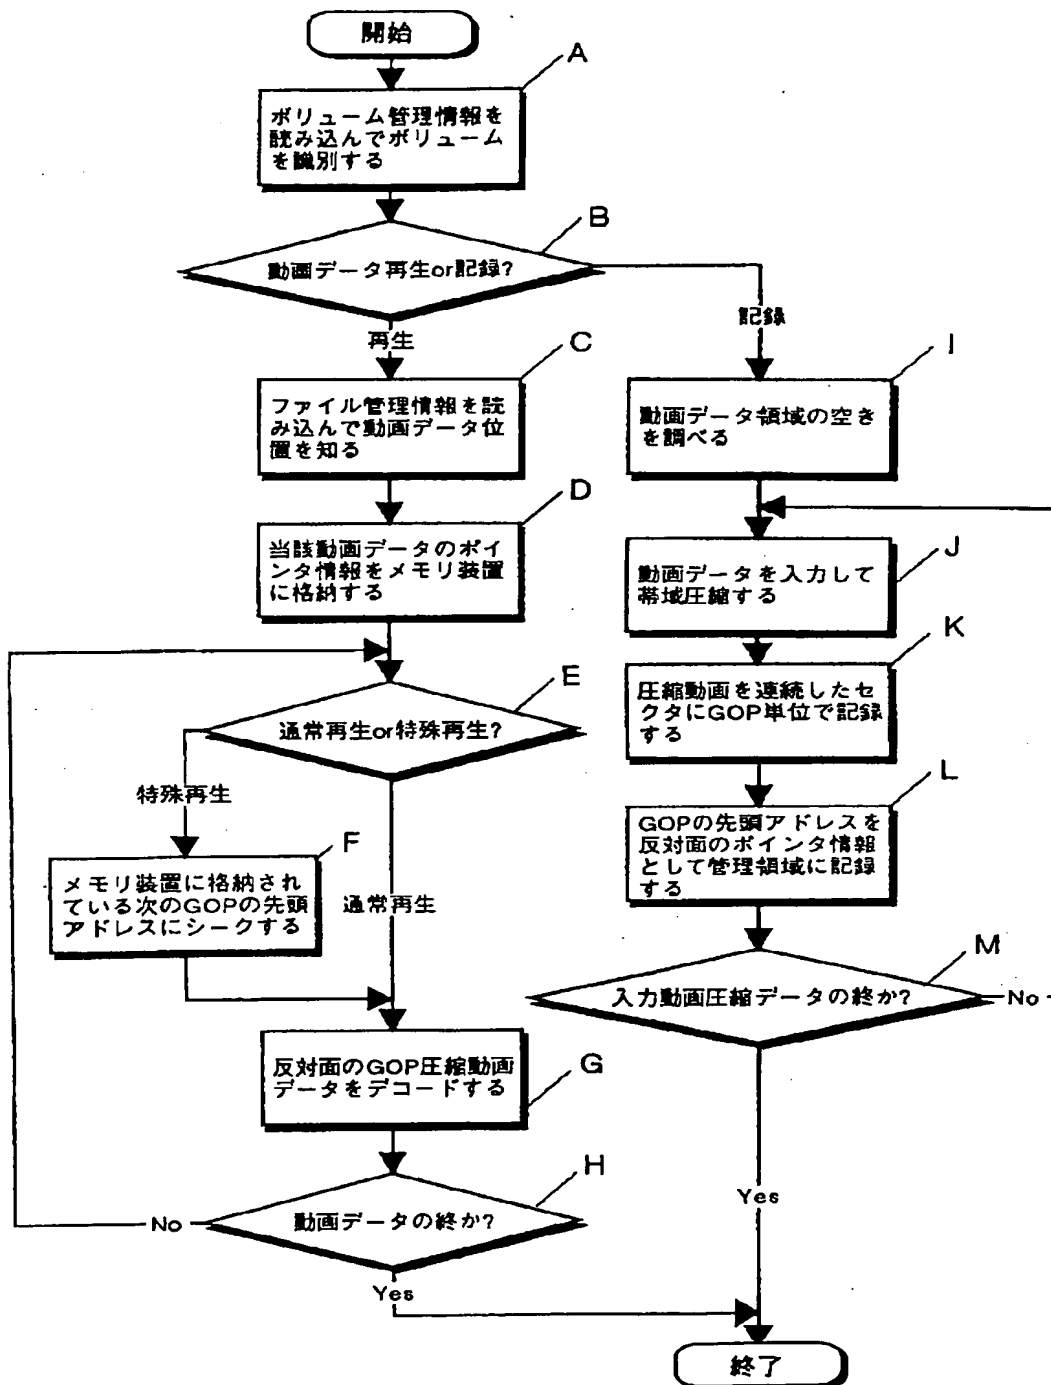 開始
A
ボリューム管理情報を
読み込んでボリューム
を識別する
B
動画データ再生or記録?
再生
記録
C
ファイル管理情報を読
み込んで動画データ位
置を知る
I
動画データ領域の空き
を調べる
D
当該動画データのポイ
ンタ情報をメモリ装置
に格納する
J
動画データを入力して
帯域圧縮する
E
通常再生or特殊再生?
K
圧縮動画を連続したセ
クタにGOP単位で記録
する
特殊再生
通常再生
F
メモリ装置に格納され
ている次のGOPの先頭
アドレスにシークする
L
GOPの先頭アドレスを
反対面のポインタ情報
として管理領域に記録
する
M
入力動画圧縮データの終か?
No
G
反対面のGOP圧縮動画
データをデコードする
H
動画データの終か?
No
Yes
Yes
終了